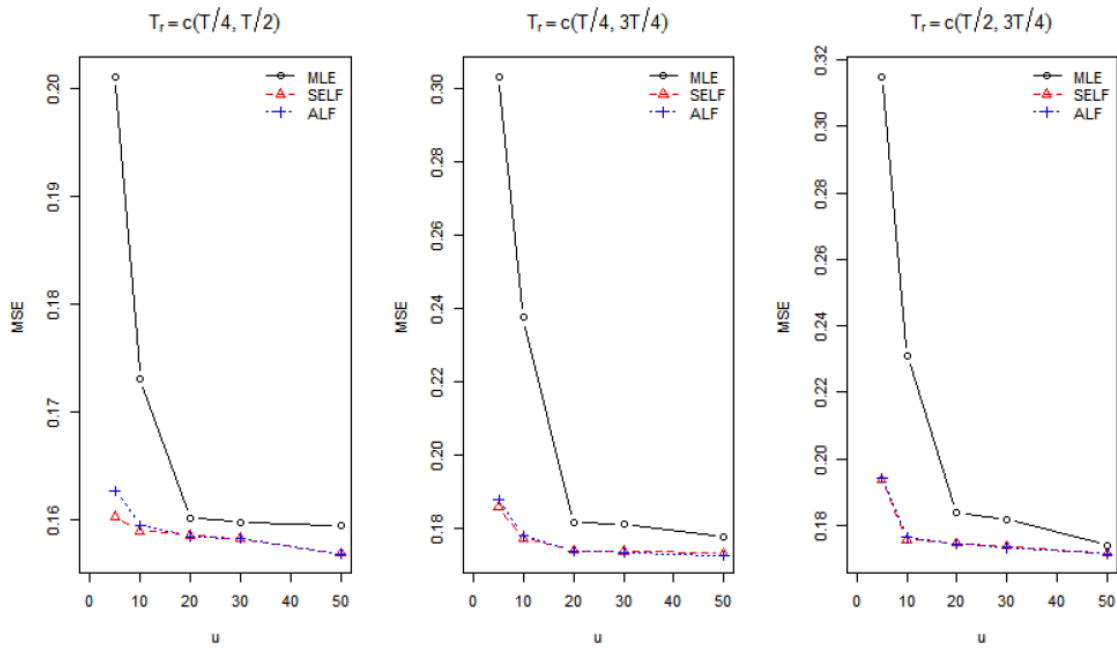 T_r = c(T/4, T/2)
MLE
SELF
ALF
MSE
0.20
0.19
0.18
0.17
0.16
0 10 20 30 40 50
u
T_r = c(T/4, 3T/4)
MLE
SELF
ALF
MSE
0.30
0.28
0.26
0.24
0.22
0.20
0.18
0 10 20 30 40 50
u
T_r = c(T/2, 3T/4)
MLE
SELF
ALF
MSE
0.32
0.30
0.28
0.26
0.24
0.22
0.20
0.18
0 10 20 30 40 50
u